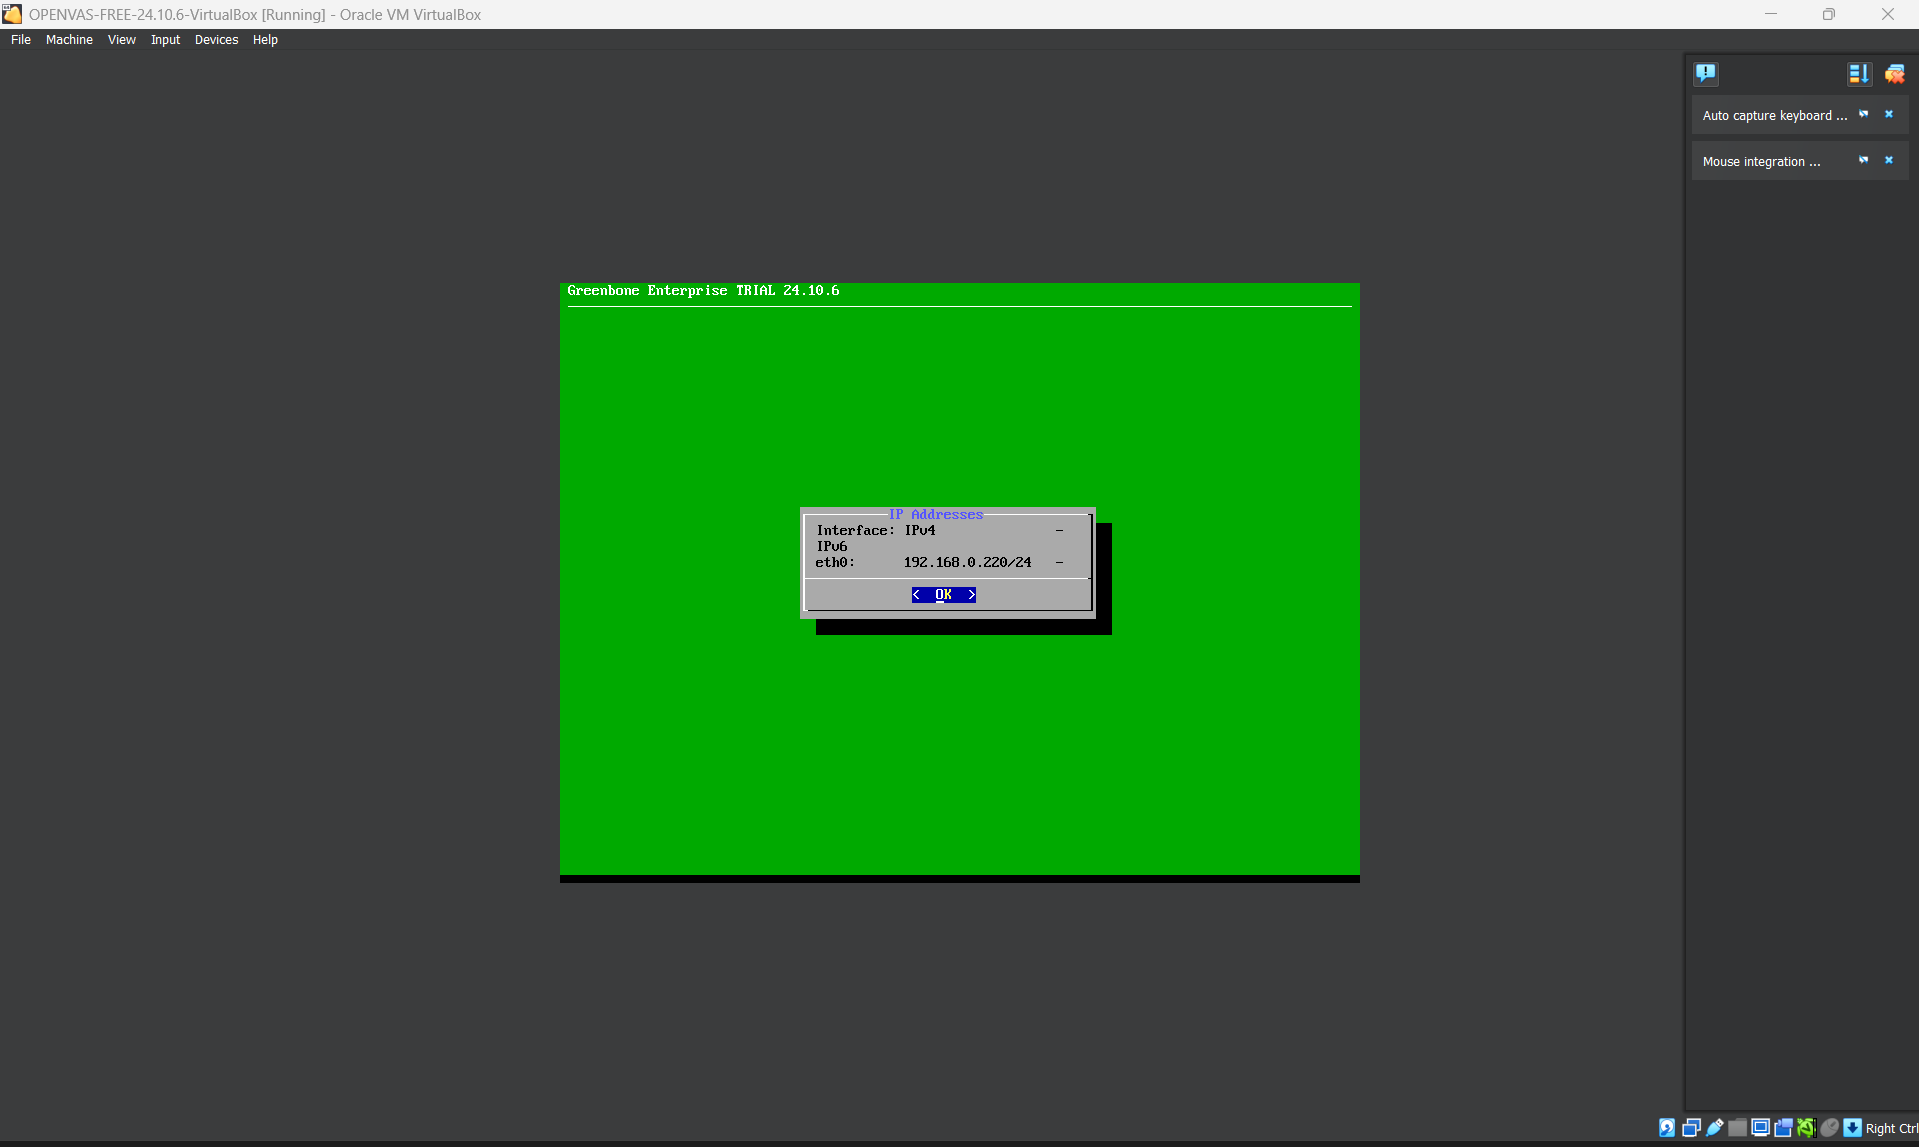 OPENVAS-FREE-24.10.6-VirtualBox [Running] - Oracle VM VirtualBox
File Machine View Input Devices Help
Auto capture keyboard ...
Mouse integration ...
Greenbone Enterprise TRIAL 24.10.6
IP Addresses
Interface: IPv4 -
IPv6
eth0: 192.168.0.220/24 -
< OK >
Right Ctrl